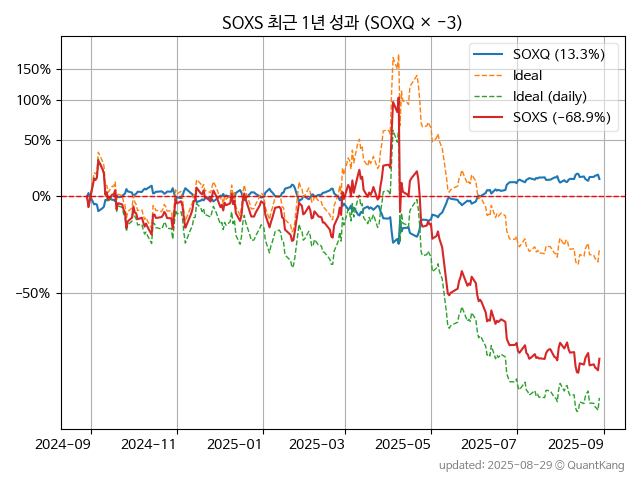 SOXS 최근 1년 성과 (SOXQ × −3)
SOXQ (13.3%)
Ideal
Ideal (daily)
SOXS (−68.9%)
150%
100%
50%
0%
−50%
2024-09 2024-11 2025-01 2025-03 2025-05 2025-07 2025-09
updated: 2025-08-29 © QuantKang